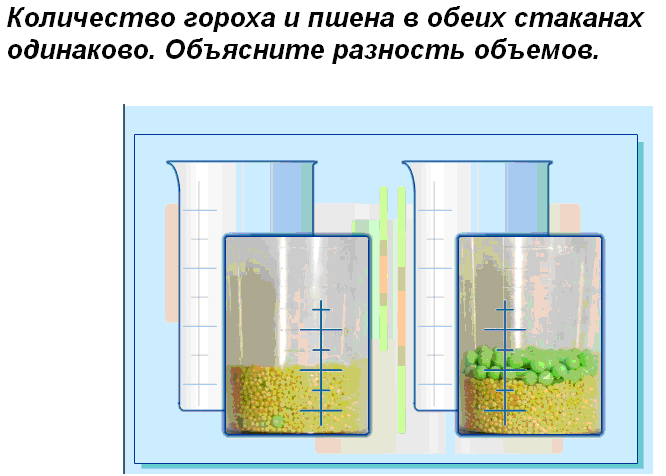 Количество гороха и пшена в обеих стаканах
одинаково. Объясните разность объемов.